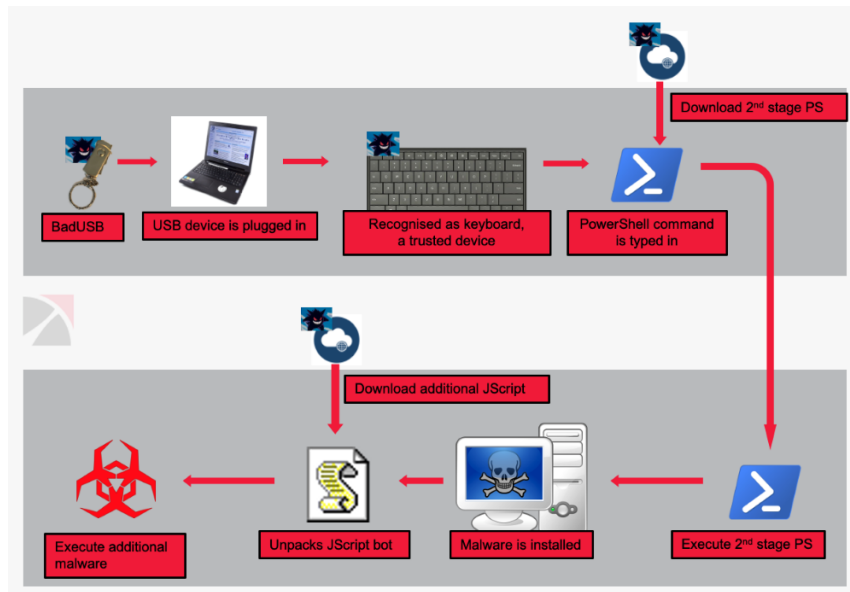 Download 2nd stage PS
BadUSB
USB device is plugged in
Recognised as keyboard,
a trusted device
PowerShell command
is typed in
Download additional JScript
Execute additional
malware
Unpacks JScript bot
Malware is installed
Execute 2nd stage PS